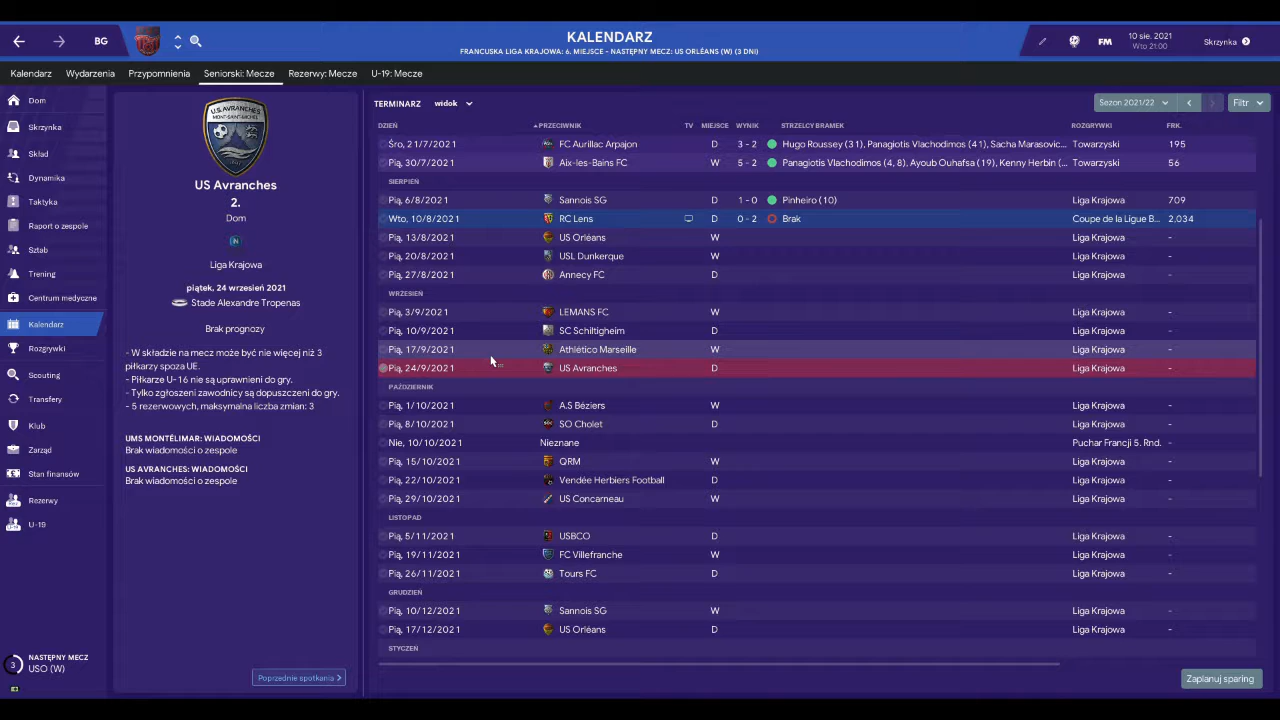 BG
KALENDARZ
FRANCUSKA LIGA KRAJOWA: 6. MIEJSCE - NASTĘPNY MECZ: US ORLÉANS (W) (3 DNI)
FM
10 sie. 2021
Wto 21:00
Skrzynka
Kalendarz Wydarzenia Przypomnienia Seniorski: Mecze Rezerwy: Mecze U-19: Mecze
Dom
Skrzynka
Skład
Dynamika
Taktyka
Raport o zespole
Sztab
Trening
Centrum medyczne
Kalendarz
Rozgrywki
Scouting
Transfery
Klub
Zarząd
Stan finansów
Rezerwy
U-19
3
NASTĘPNY MECZ
USO (W)
U.S. AVRANCHES
MONT-SAINT-MICHEL
US Avranches
2.
Dom
N
Liga Krajowa
piątek, 24 wrzesień 2021
Stade Alexandre Tropenas
Brak prognozy
- W składzie na mecz może być nie więcej niż 3
piłkarzy spoza UE.
- Piłkarze U-16 nie są uprawnieni do gry.
- Tylko zgłoszeni zawodnicy są dopuszczeni do gry.
- 5 rezerwowych, maksymalna liczba zmian: 3
UMS MONTÉLIMAR: WIADOMOŚCI
Brak wiadomości o zespole
US AVRANCHES: WIADOMOŚCI
Brak wiadomości o zespole
Poprzednie spotkania
TERMINARZ widok
Sezon 2021/22
Filtr
DZIEŃ PRZECIWNIK TV MIEJSCE WYNIK STRZELCY BRAMEK ROZGRYWKI FRK.
Śro, 21/7/2021 FC Aurillac Arpajon D 3 - 2 Hugo Roussey (31), Panagiotis Vlachodimos (41), Sacha Marasovic... Towarzyski 195
Pią, 30/7/2021 Aix-les-Bains FC W 5 - 2 Panagiotis Vlachodimos (4, 8), Ayoub Ouhafsa (19), Kenny Herbin (... Towarzyski 56
SIERPIEŃ
Pią, 6/8/2021 Sannois SG D 1 - 0 Pinheiro (10) Liga Krajowa 709
Wto, 10/8/2021 RC Lens D 0 - 2 Brak Coupe de la Ligue B... 2,034
Pią, 13/8/2021 US Orléans W Liga Krajowa -
Pią, 20/8/2021 USL Dunkerque W Liga Krajowa -
Pią, 27/8/2021 Annecy FC D Liga Krajowa -
WRZESIEŃ
Pią, 3/9/2021 LEMANS FC W Liga Krajowa -
Pią, 10/9/2021 SC Schiltigheim D Liga Krajowa -
Pią, 17/9/2021 Athlético Marseille W Liga Krajowa -
Pią, 24/9/2021 US Avranches D Liga Krajowa -
PAŹDZIERNIK
Pią, 1/10/2021 A.S Béziers W Liga Krajowa -
Pią, 8/10/2021 SO Cholet D Liga Krajowa -
Nie, 10/10/2021 Nieznane Puchar Francji 5. Rnd. -
Pią, 15/10/2021 QRM W Liga Krajowa -
Pią, 22/10/2021 Vendée Herbiers Football D Liga Krajowa -
Pią, 29/10/2021 US Concarneau W Liga Krajowa -
LISTOPAD
Pią, 5/11/2021 USBCO D Liga Krajowa -
Pią, 19/11/2021 FC Villefranche W Liga Krajowa -
Pią, 26/11/2021 Tours FC D Liga Krajowa -
GRUDZIEŃ
Pią, 10/12/2021 Sannois SG W Liga Krajowa -
Pią, 17/12/2021 US Orléans D Liga Krajowa -
STYCZEŃ
Zaplanuj sparing